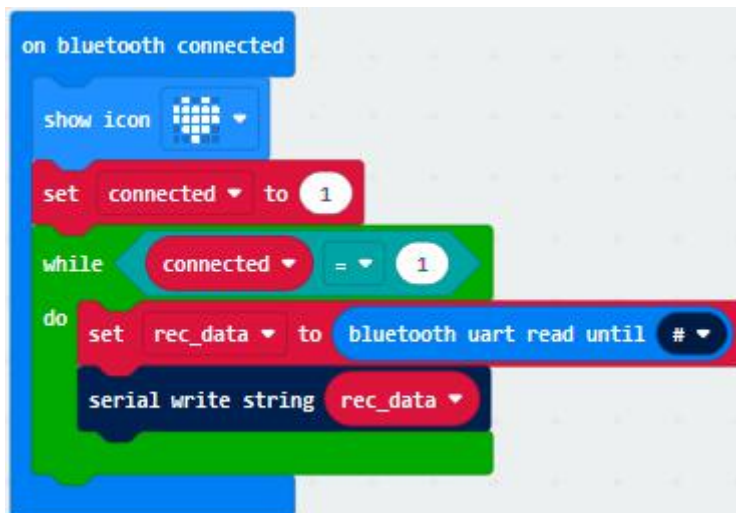 on bluetooth connected
show icon
set connected to 1
while connected = 1
do
set rec_data to bluetooth uart read until #
serial write string rec_data